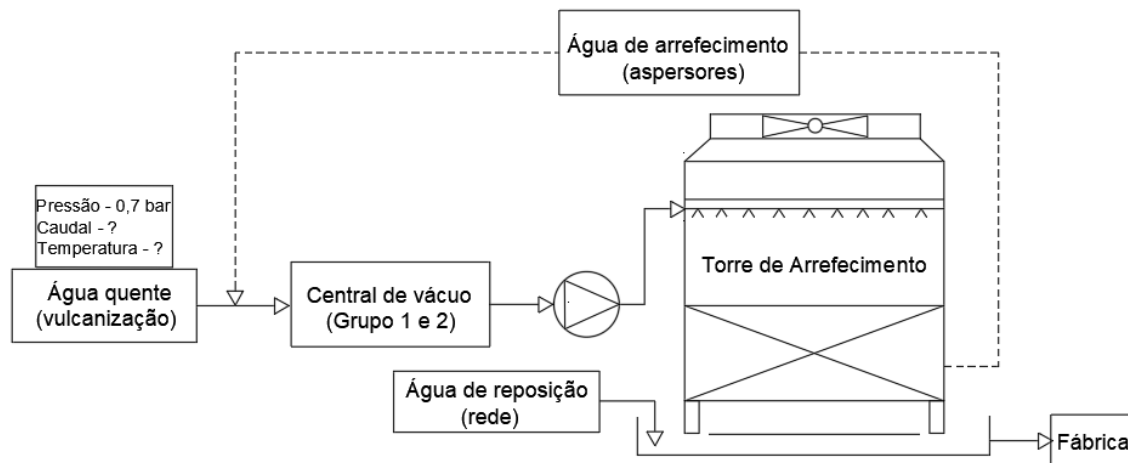 Água de arrefecimento
(aspersores)
Pressão - 0,7 bar
Caudal - ?
Temperatura - ?
Água quente
(vulcanização)
Central de vácuo
(Grupo 1 e 2)
Torre de Arrefecimento
Água de reposição
(rede)
Fábrica